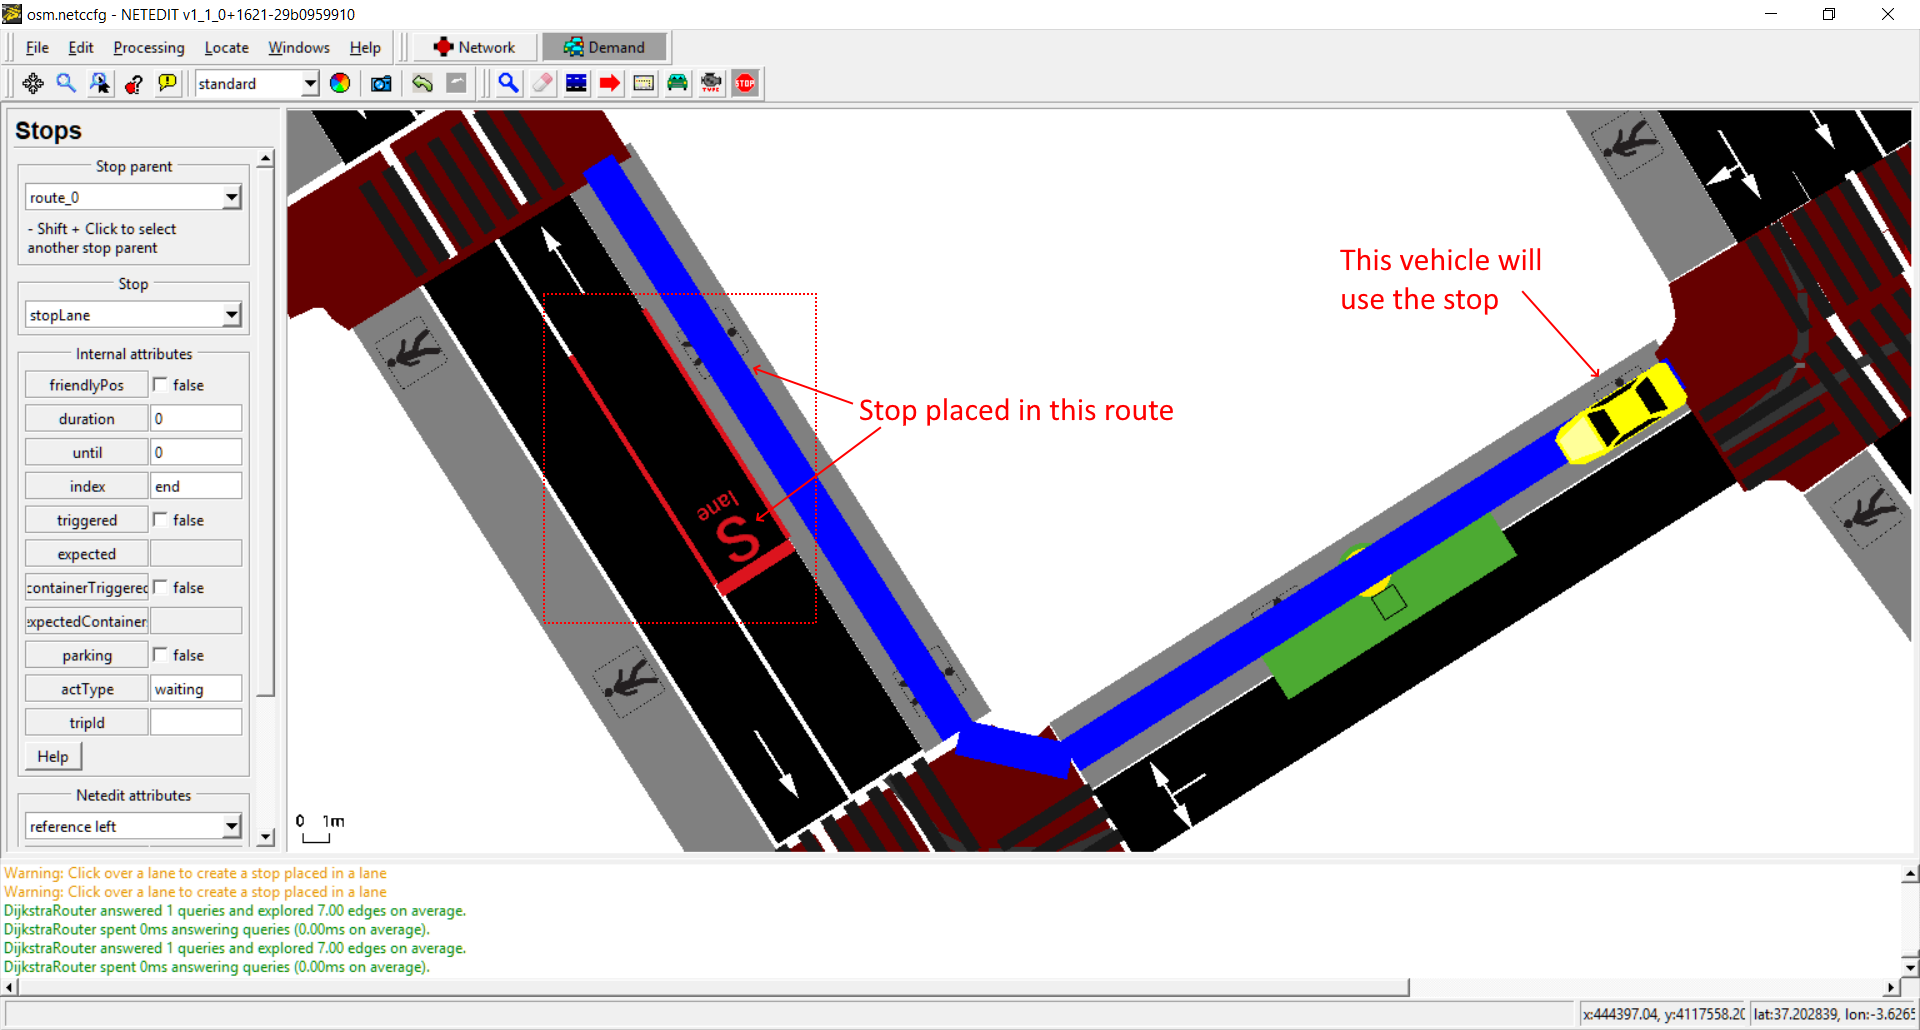 osm.netccfg - NETEDIT v1_1_0+1621-29b0959910
File Edit Processing Locate Windows Help Network Demand
standard TYPE STOP
Stops
Stop parent
route_0
- Shift + Click to select
another stop parent
Stop
stopLane
Internal attributes
friendlyPos false
duration 0
until 0
index end
triggered false
expected
containerTriggered false
expectedContainer
parking false
actType waiting
tripId
Help
Netedit attributes
reference left
This vehicle will
use the stop
Stop placed in this route
lane
S
0 1m
Warning: Click over a lane to create a stop placed in a lane
Warning: Click over a lane to create a stop placed in a lane
DijkstraRouter answered 1 queries and explored 7.00 edges on average.
DijkstraRouter spent 0ms answering queries (0.00ms on average).
DijkstraRouter answered 1 queries and explored 7.00 edges on average.
DijkstraRouter spent 0ms answering queries (0.00ms on average).
x:444397.04, y:4117558.20 lat:37.202839, lon:-3.6265